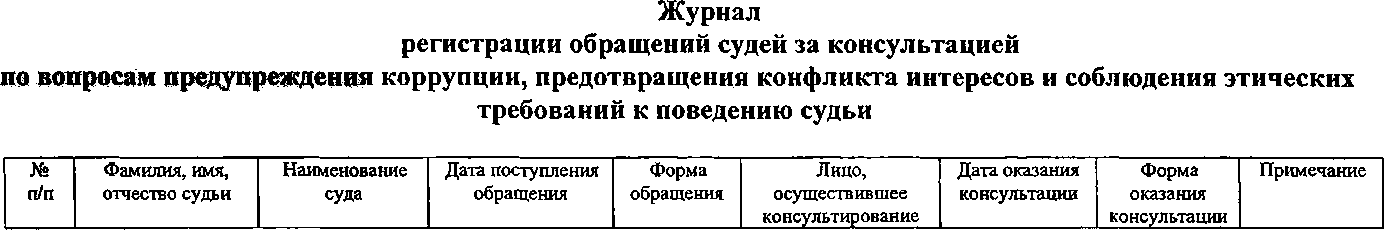 Журнал
регистрации обращений судей за консультацией
по вопросам предупреждения коррупции, предотвращения конфликта интересов и соблюдения этических
требований к поведению судьи
№ п/п | Фамилия, имя, отчество судьи | Наименование суда | Дата поступления обращения | Форма обращения | Лицо, осуществившее консультирование | Дата оказания консультации | Форма оказания консультации | Примечание